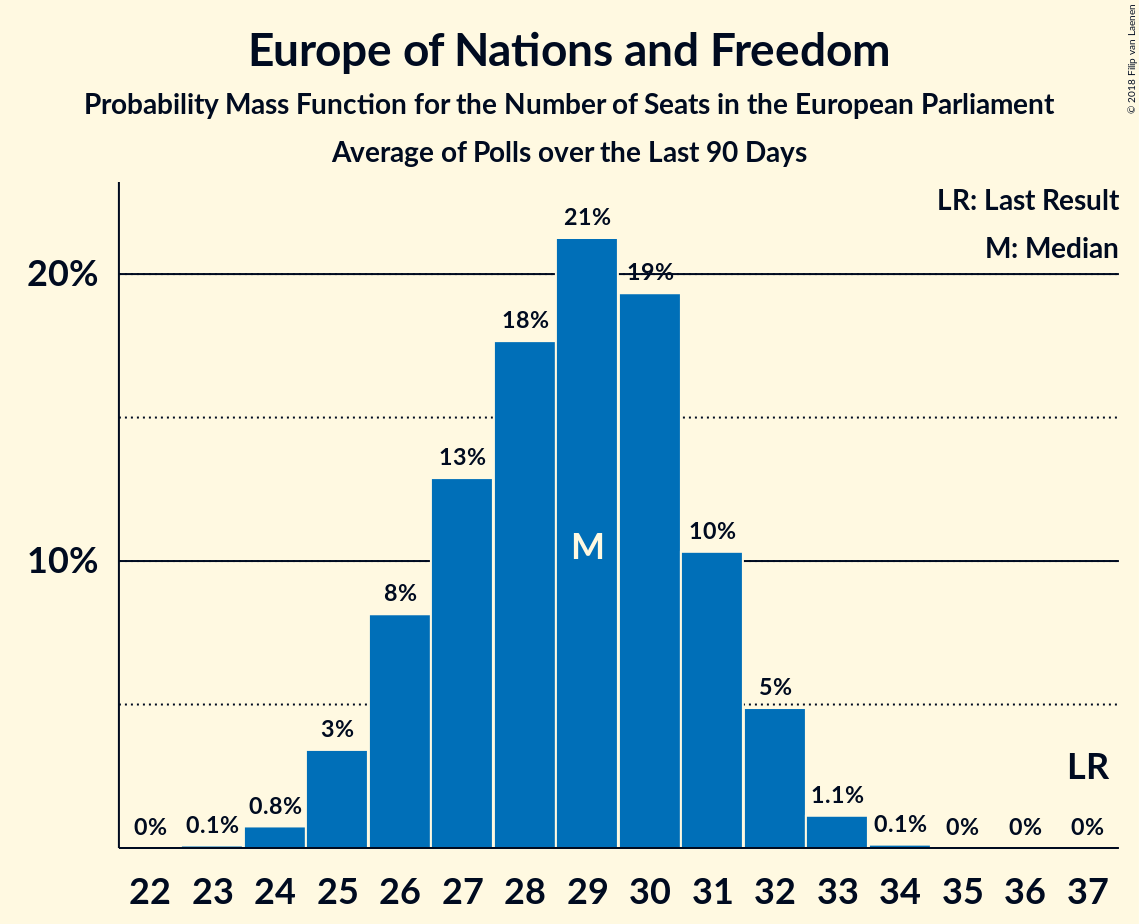 Europe of Nations and Freedom
Probability Mass Function for the Number of Seats in the European Parliament
Average of Polls over the Last 90 Days
© 2018 Filip van Laenen
LR: Last Result
M: Median
21%
20%
19%
18%
13%
10%
10%
M
8%
5%
3%
LR
1.1%
0.8%
0% 0.1% 0.1% 0% 0% 0%
22 23 24 25 26 27 28 29 30 31 32 33 34 35 36 37